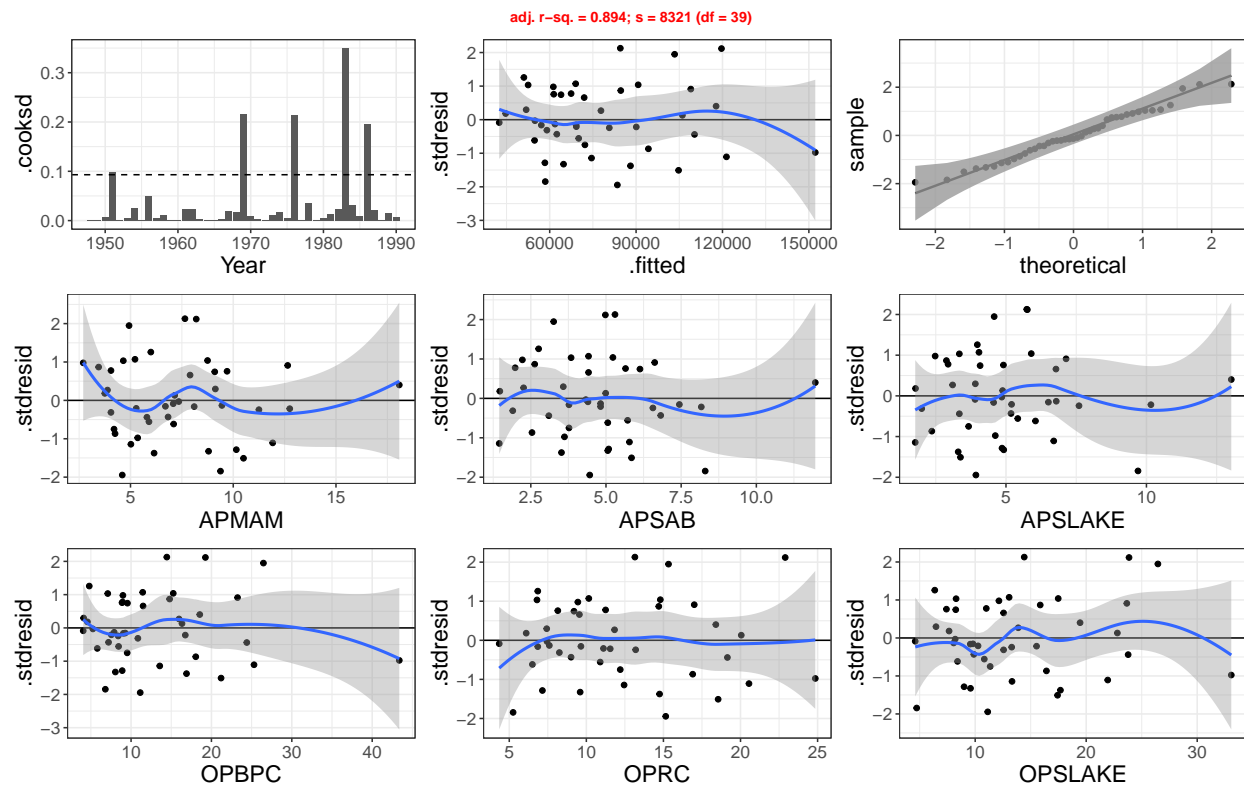 adj. r−sq. = 0.894; s = 8321 (df = 39)
.cooksd
0.3
0.2
0.1
0.0
1950 1960 1970 1980 1990
Year
.stdresid
2
1
0
−1
−2
−3
60000 90000 120000 150000
.fitted
sample
2
0
−2
−2 −1 0 1 2
theoretical
.stdresid
2
1
0
−1
−2
5 10 15
APMAM
.stdresid
2
1
0
−1
−2
2.5 5.0 7.5 10.0
APSAB
.stdresid
2
1
0
−1
−2
5 10
APSLAKE
.stdresid
2
1
0
−1
−2
−3
10 20 30 40
OPBPC
.stdresid
2
1
0
−1
−2
5 10 15 20 25
OPRC
.stdresid
2
1
0
−1
−2
10 20 30
OPSLAKE